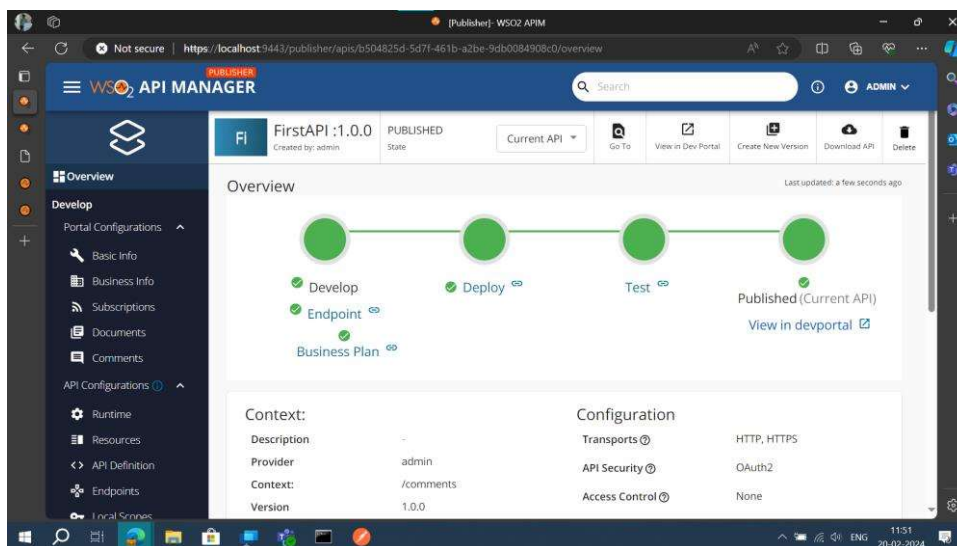 [Publisher]- WSO2 APIM
Not secure | https://localhost:9443/publisher/apis/b504825d-5d7f-461b-a2be-9db0084908c0/overview
PUBLISHER
WSO2 API MANAGER
Search
ADMIN
FI
FirstAPI :1.0.0
Created by: admin
PUBLISHED
State
Current API
Go To
View in Dev Portal
Create New Version
Download API
Delete
Overview
Develop
Portal Configurations
Basic Info
Business Info
Subscriptions
Documents
Comments
API Configurations
Runtime
Resources
API Definition
Endpoints
Local Scopes
Overview
Last updated: a few seconds ago
Develop
Endpoint
Business Plan
Deploy
Test
Published (Current API)
View in devportal
Context:
Description -
Provider admin
Context: /comments
Version 1.0.0
Configuration
Transports HTTP, HTTPS
API Security OAuth2
Access Control None
ENG
11:51
20-02-2024